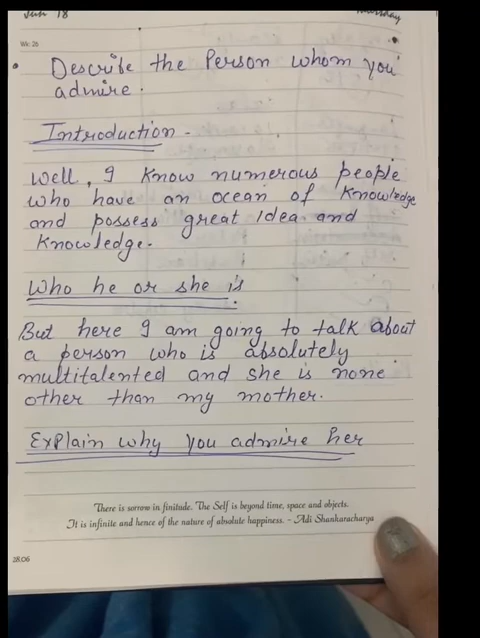 Jun 18
Thursday
Wk: 26
Describe the Person whom you
admire.
Introduction -
Well, I know numerous people
who have an ocean of knowledge
and possess great idea and
knowledge.
Who he or she is
But here I am going to talk about
a person who is absolutely
multitalented and she is none
other than my mother.
Explain why you admire her
There is sorrow in finitude. The Self is beyond time, space and objects.
It is infinite and hence of the nature of absolute happiness. - Adi Shankaracharya
28.06